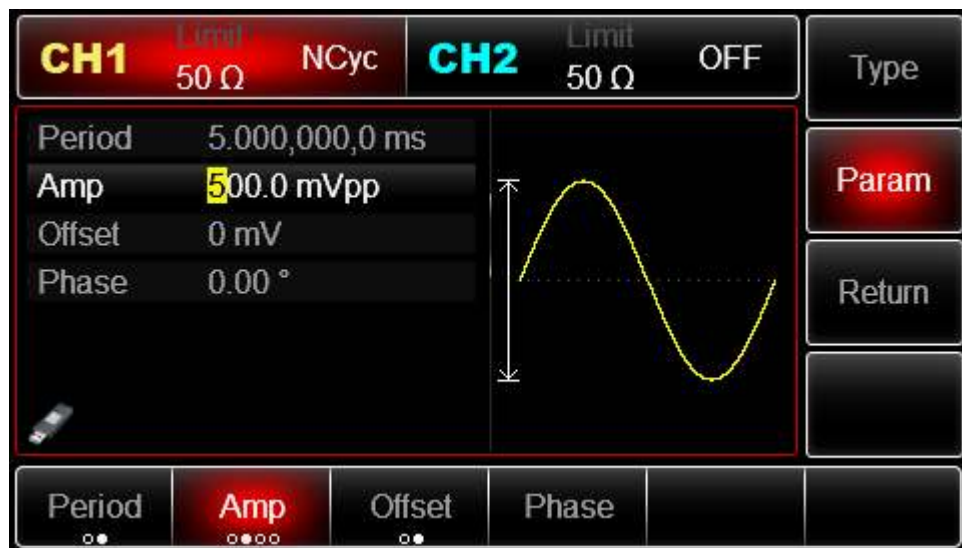 CH1 Limit 50 Ω NCyc
CH2 Limit 50 Ω OFF
Type
Period 5.000,000,0 ms
Amp 500.0 mVpp
Offset 0 mV
Phase 0.00 °
Param
Return
Period Amp Offset Phase